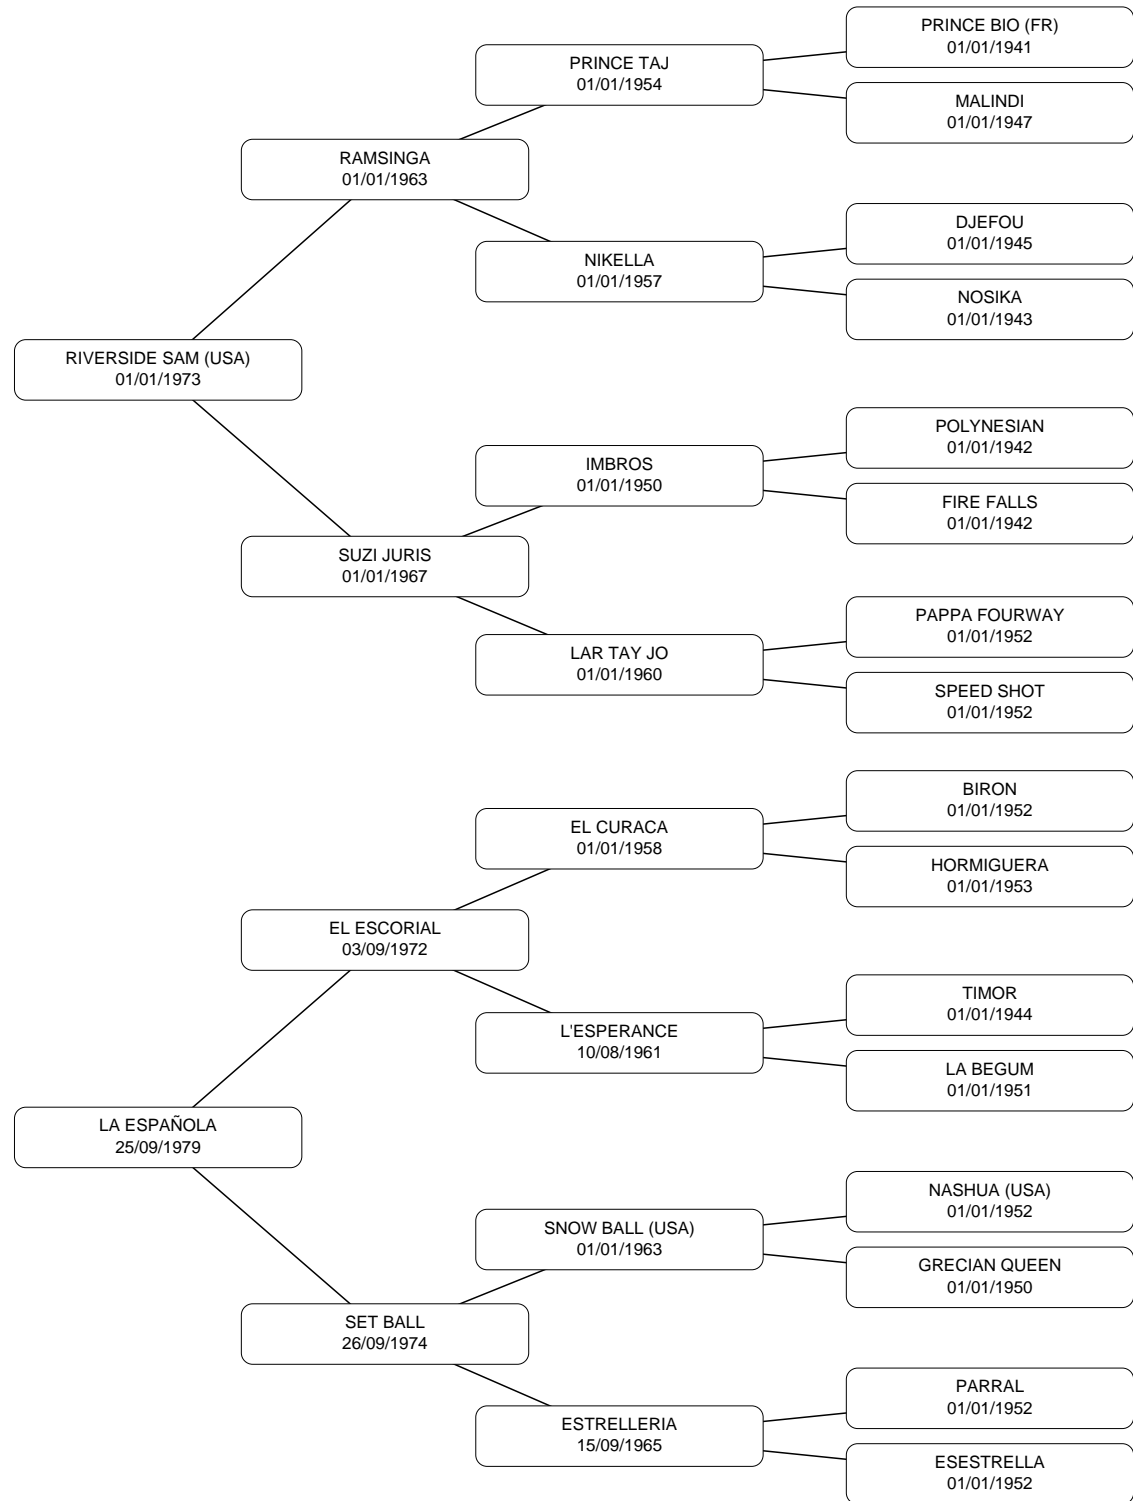 PRINCE BIO (FR)
01/01/1941
PRINCE TAJ
01/01/1954
MALINDI
01/01/1947
RAMSINGA
01/01/1963
DJEFOU
01/01/1945
NIKELLA
01/01/1957
NOSIKA
01/01/1943
RIVERSIDE SAM (USA)
01/01/1973
POLYNESIAN
01/01/1942
IMBROS
01/01/1950
FIRE FALLS
01/01/1942
SUZI JURIS
01/01/1967
PAPPA FOURWAY
01/01/1952
LAR TAY JO
01/01/1960
SPEED SHOT
01/01/1952
BIRON
01/01/1952
EL CURACA
01/01/1958
HORMIGUERA
01/01/1953
EL ESCORIAL
03/09/1972
TIMOR
01/01/1944
L'ESPERANCE
10/08/1961
LA BEGUM
01/01/1951
LA ESPAÑOLA
25/09/1979
NASHUA (USA)
01/01/1952
SNOW BALL (USA)
01/01/1963
GRECIAN QUEEN
01/01/1950
SET BALL
26/09/1974
PARRAL
01/01/1952
ESTRELLERIA
15/09/1965
ESESTRELLA
01/01/1952